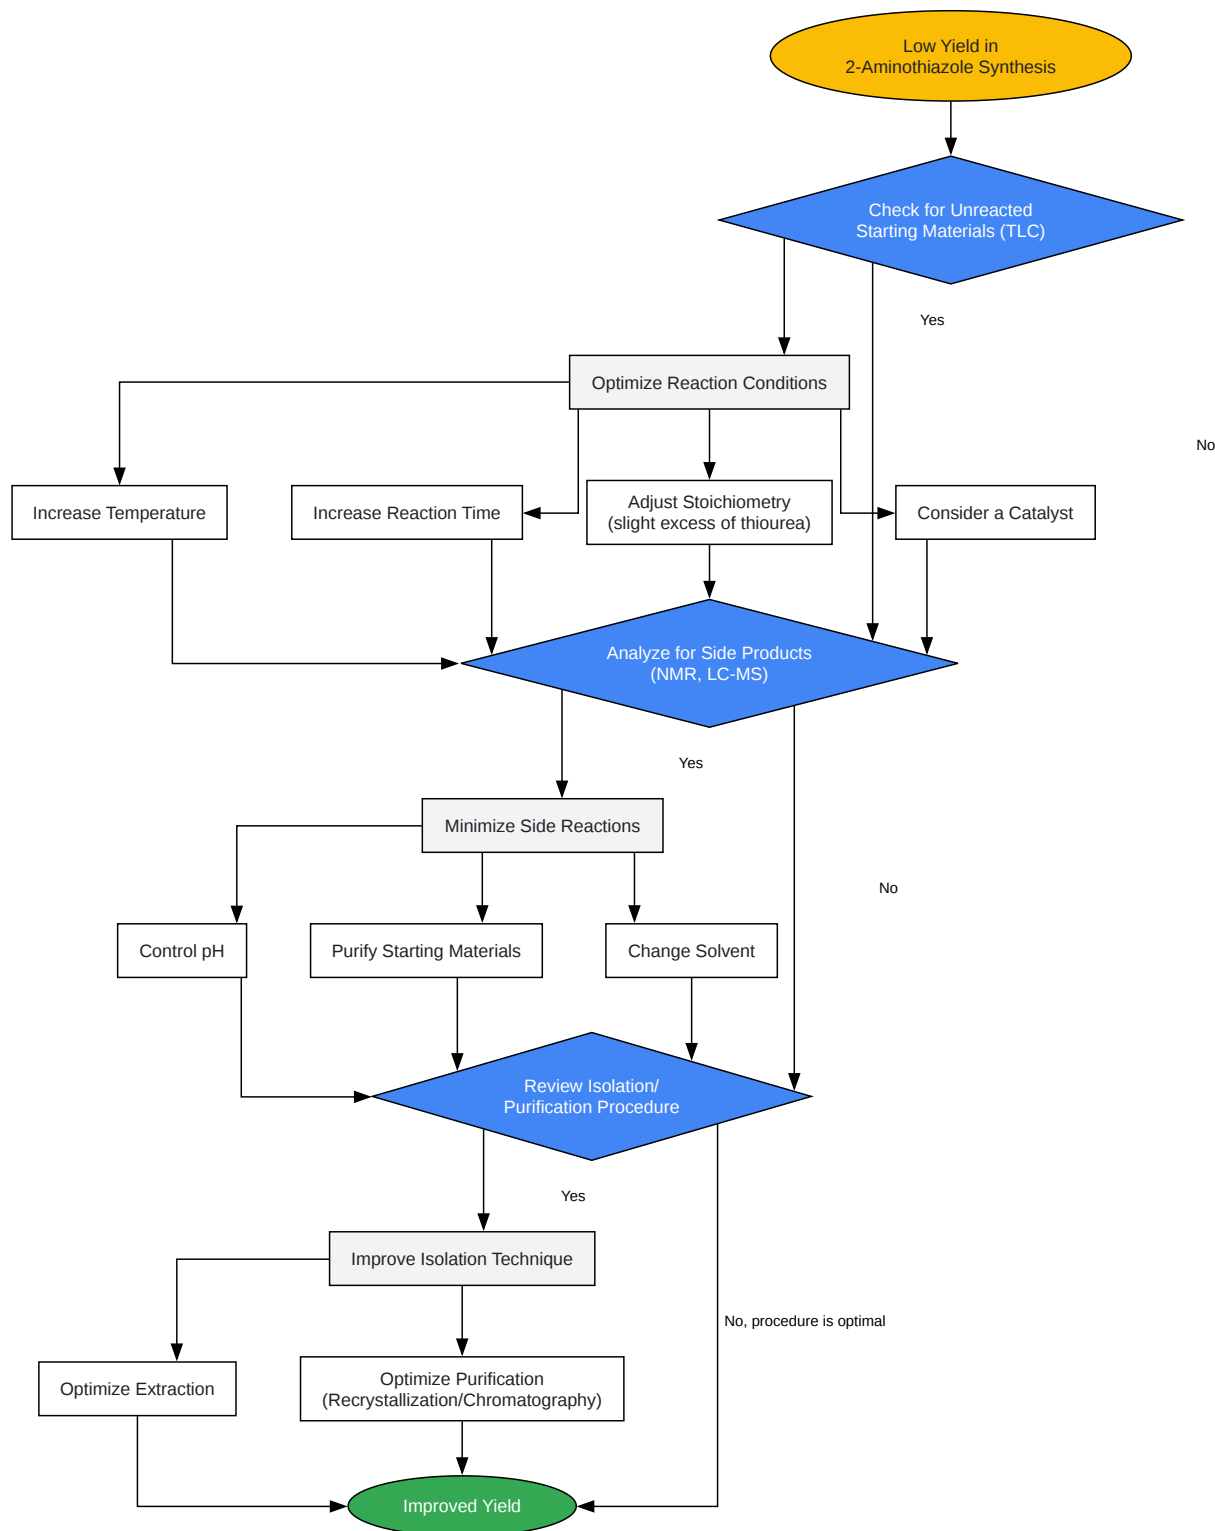 Low Yield in
2-Aminothiazole Synthesis
Check for Unreacted
Starting Materials (TLC)
Yes
Optimize Reaction Conditions
No
Increase Temperature
Increase Reaction Time
Adjust Stoichiometry
(slight excess of thiourea)
Consider a Catalyst
Analyze for Side Products
(NMR, LC-MS)
Yes
Minimize Side Reactions
No
Control pH
Purify Starting Materials
Change Solvent
Review Isolation/
Purification Procedure
Yes
Improve Isolation Technique
No, procedure is optimal
Optimize Extraction
Optimize Purification
(Recrystallization/Chromatography)
Improved Yield